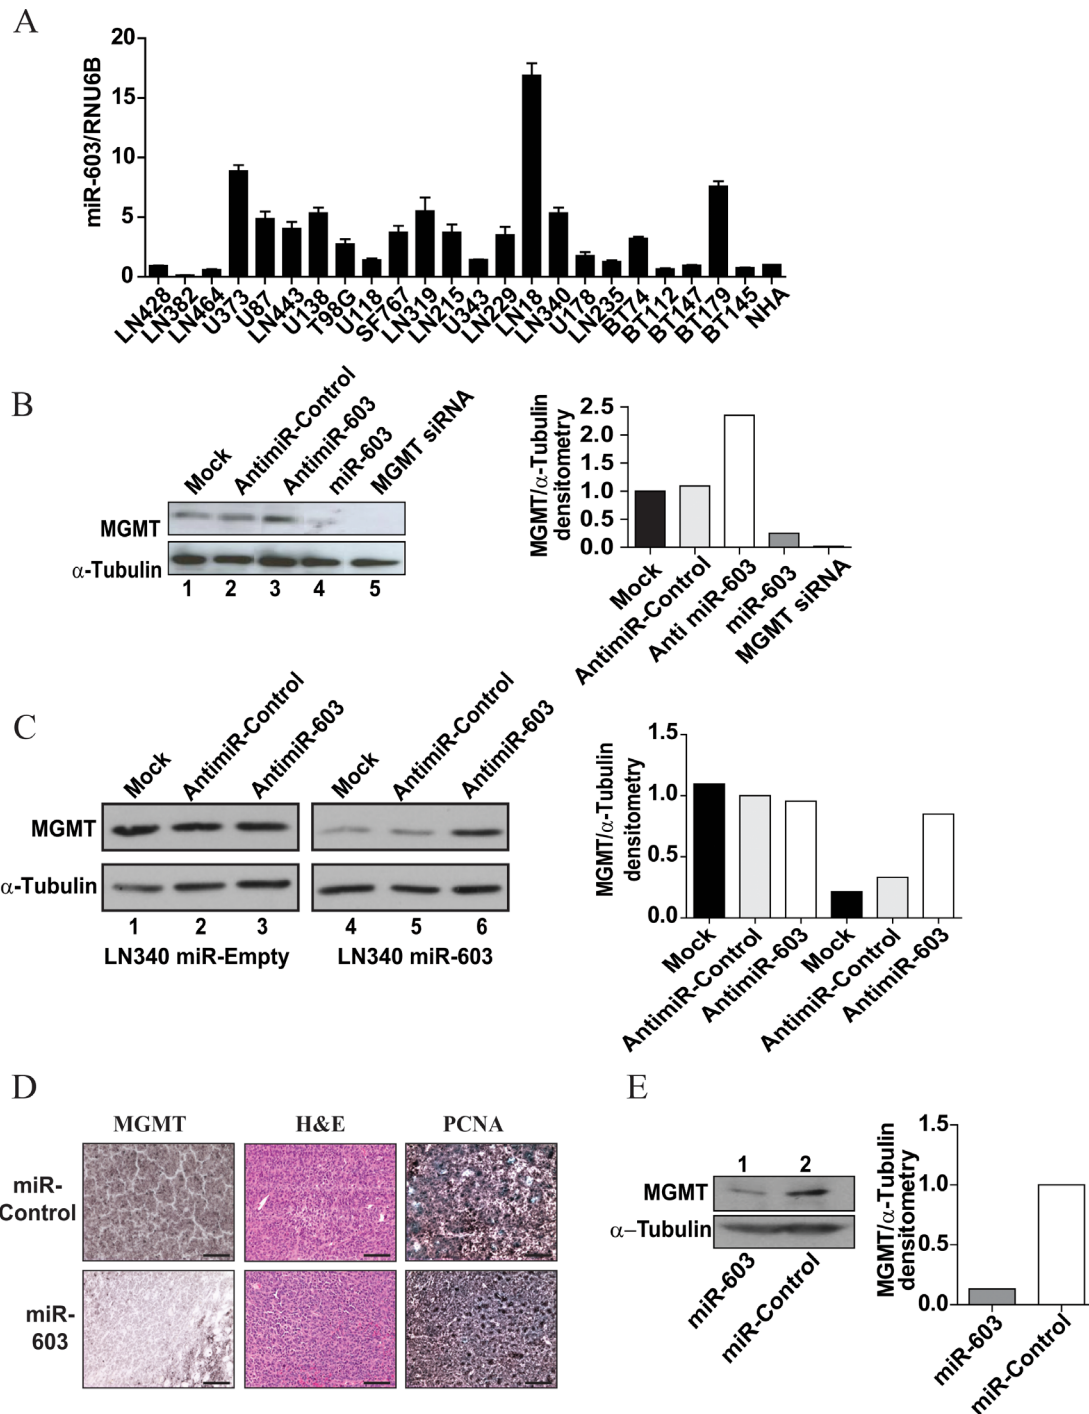 A
miR-603/RNU6B
20
15
10
5
0
LN428
LN382
LN464
U373
U87
LN443
U138
T98G
U118
SF767
LN319
LN215
U343
LN229
LN18
LN340
U178
LN235
BT74
BT112
BT147
BT179
BT145
NHA
B
Mock
AntimiR-Control
AntimiR-603
miR-603
MGMT siRNA
MGMT
α-Tubulin
1 2 3 4 5
MGMT/α-Tubulin
densitometry
2.5
2.0
1.5
1.0
0.5
0.0
Mock
AntimiR-Control
Anti miR-603
miR-603
MGMT siRNA
C
Mock
AntimiR-Control
AntimiR-603
Mock
AntimiR-Control
AntimiR-603
MGMT
α-Tubulin
1 2 3 4 5 6
LN340 miR-Empty LN340 miR-603
MGMT/α-Tubulin
densitometry
1.5
1.0
0.5
0.0
Mock
AntimiR-Control
AntimiR-603
Mock
AntimiR-Control
AntimiR-603
D
MGMT H&E PCNA
miR-
Control
miR-
603
E
1 2
MGMT
α–Tubulin
miR-603
miR-Control
MGMT/α-Tubulin
densitometry
1.5
1.0
0.5
0.0
miR-603
miR-Control